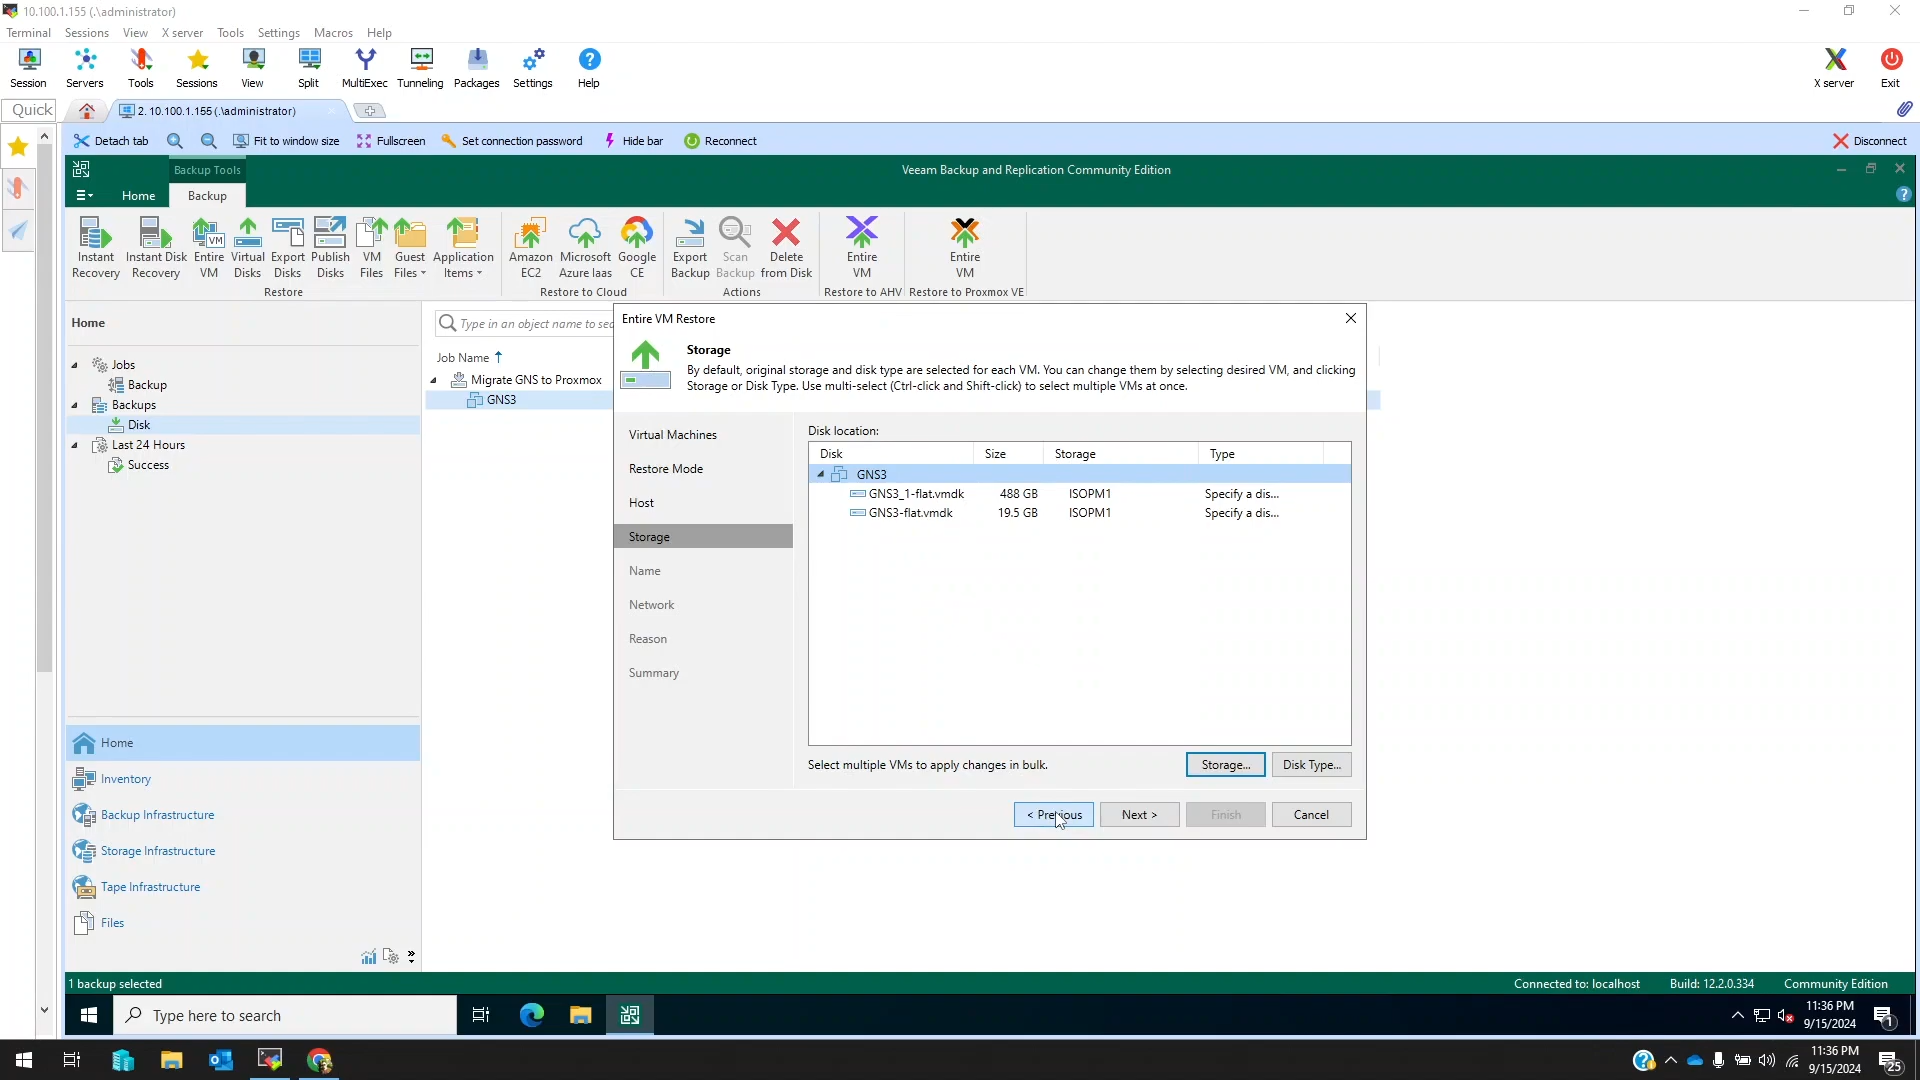 10.100.1.155 (.\administrator)
Terminal Sessions View X server Tools Settings Macros Help
Session Servers Tools Sessions View Split MultiExec Tunneling Packages Settings Help X server Exit
Quick 2. 10.100.1.155 (.\administrator)
Detach tab Fit to window size Fullscreen Set connection password Hide bar Reconnect Disconnect
Backup Tools Veeam Backup and Replication Community Edition
Home Backup
Instant Recovery
Instant Disk Recovery
Entire VM
Virtual Disks
Export Disks
Publish Disks
VM Files
Guest Files
Application Items
Amazon EC2
Microsoft Azure Iaas
Google CE
Export Backup
Scan Backup
Delete from Disk
Entire VM
Entire VM
Restore Restore to Cloud Actions Restore to AHV Restore to Proxmox VE
Home
Jobs
Backup
Backups
Disk
Last 24 Hours
Success
Home
Inventory
Backup Infrastructure
Storage Infrastructure
Tape Infrastructure
Files
Type in an object name to sea
Job Name
Migrate GNS to Proxmox
GNS3
Entire VM Restore
Storage
By default, original storage and disk type are selected for each VM. You can change them by selecting desired VM, and clicking
Storage or Disk Type. Use multi-select (Ctrl-click and Shift-click) to select multiple VMs at once.
Virtual Machines
Restore Mode
Host
Storage
Name
Network
Reason
Summary
Disk location:
Disk Size Storage Type
GNS3
GNS3_1-flat.vmdk 488 GB ISOPM1 Specify a dis...
GNS3-flat.vmdk 19.5 GB ISOPM1 Specify a dis...
Select multiple VMs to apply changes in bulk. Storage... Disk Type...
< Previous Next > Finish Cancel
1 backup selected Connected to: localhost Build: 12.2.0.334 Community Edition
Type here to search 11:36 PM
9/15/2024
1
11:36 PM
9/15/2024
25